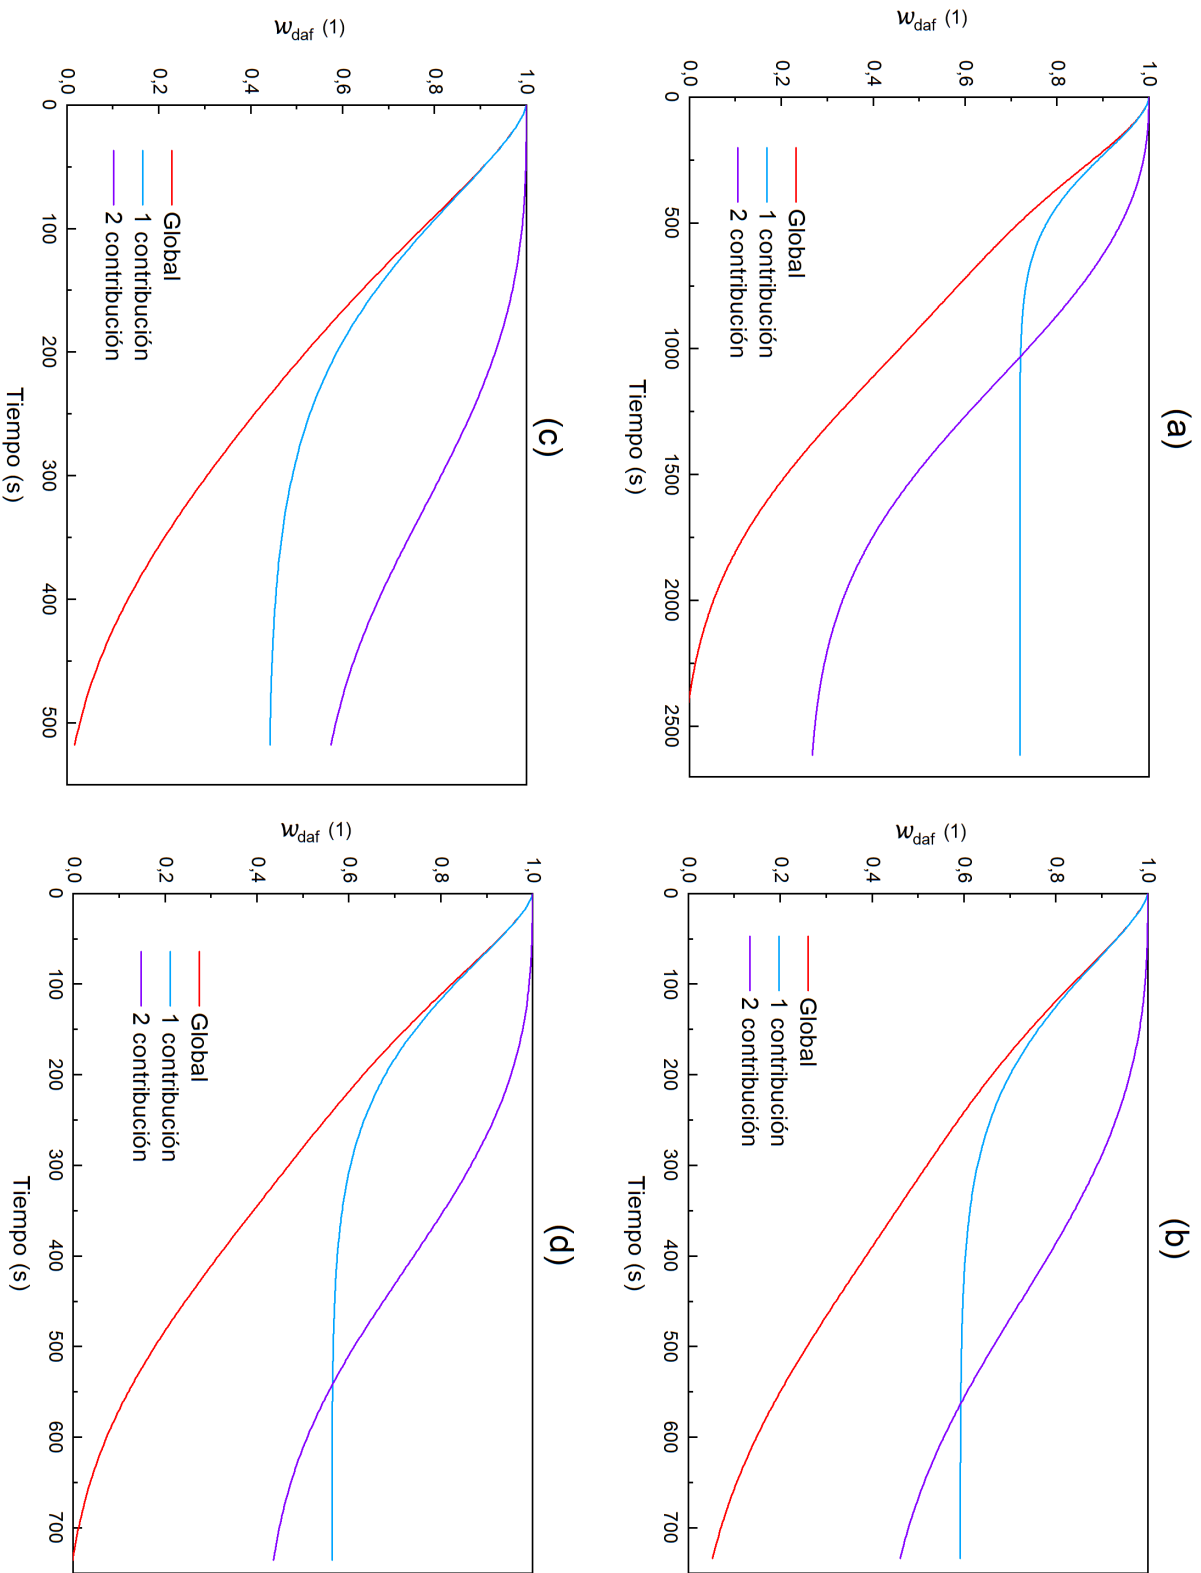 (a)
w_daf (1)
1,0
0,8
0,6
0,4
0,2
0,0
Global
1 contribución
2 contribución
0 500 1000 1500 2000 2500
Tiempo (s)
(b)
w_daf (1)
1,0
0,8
0,6
0,4
0,2
0,0
Global
1 contribución
2 contribución
0 100 200 300 400 500 600 700
Tiempo (s)
(c)
w_daf (1)
1,0
0,8
0,6
0,4
0,2
0,0
Global
1 contribución
2 contribución
0 100 200 300 400 500
Tiempo (s)
(d)
w_daf (1)
1,0
0,8
0,6
0,4
0,2
0,0
Global
1 contribución
2 contribución
0 100 200 300 400 500 600 700
Tiempo (s)